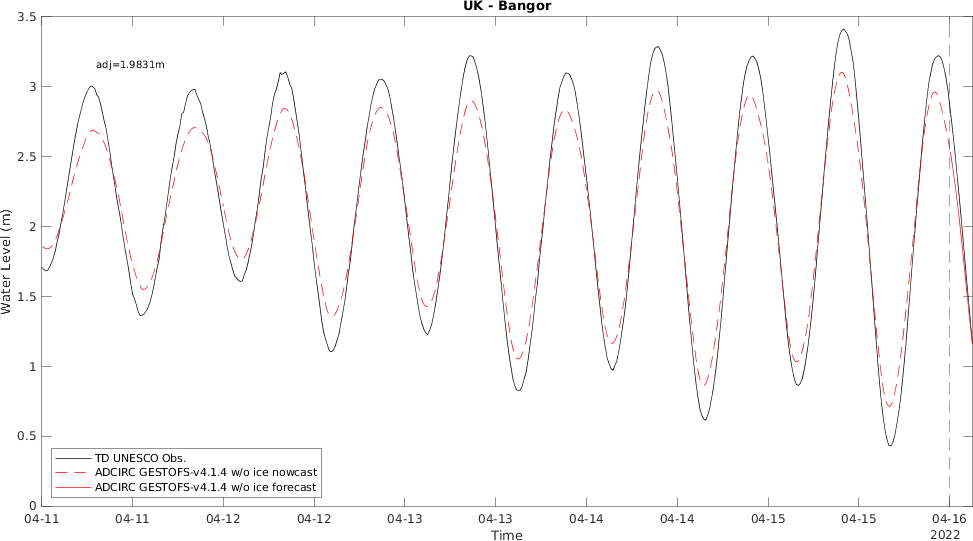 UK - Bangor
3.5
adj=1.9831m
3
2.5
2
1.5
1
0.5
0
Water Level (m)
TD UNESCO Obs.
ADCIRC GESTOFS-v4.1.4 w/o ice nowcast
ADCIRC GESTOFS-v4.1.4 w/o ice forecast
04-11 04-11 04-12 04-12 04-13 04-13 04-14 04-14 04-15 04-15 04-16
Time
2022